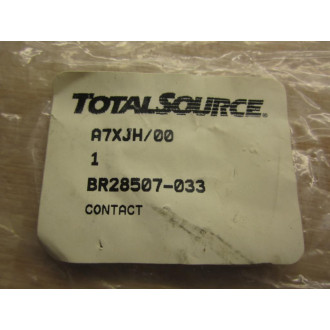 TOTALSOURCE®
A7XJH/00
1
BR28507-033
CONTACT